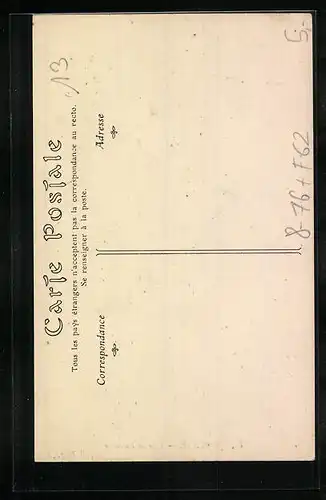 Carte Postale
Tous les pays étrangers n'acceptent pas la correspondance au recto.
Se renseigner à la poste.
Correspondance
Adresse
13
5,-
8-76+F62